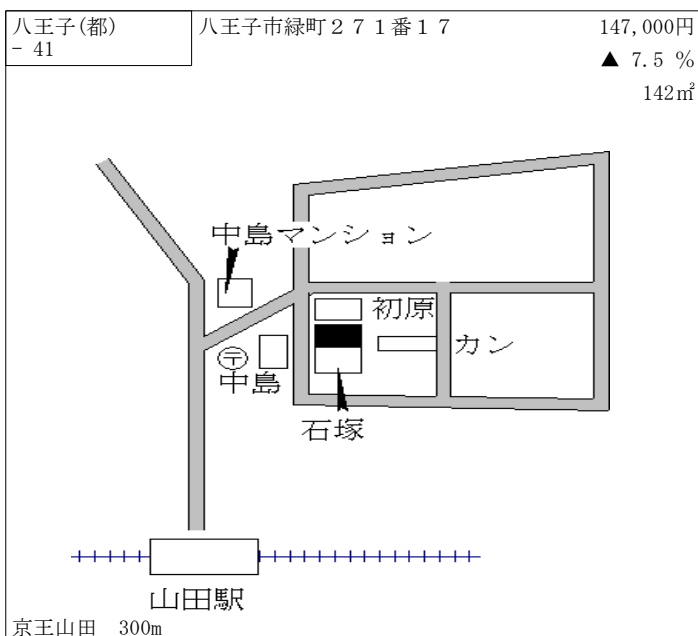 八王子(都)
- 41
八王子市緑町２７１番１７
147,000円
▲ 7.5 %
142㎡
中島マンション
初原
カン
〒
中島
石塚
山田駅
京王山田 300m